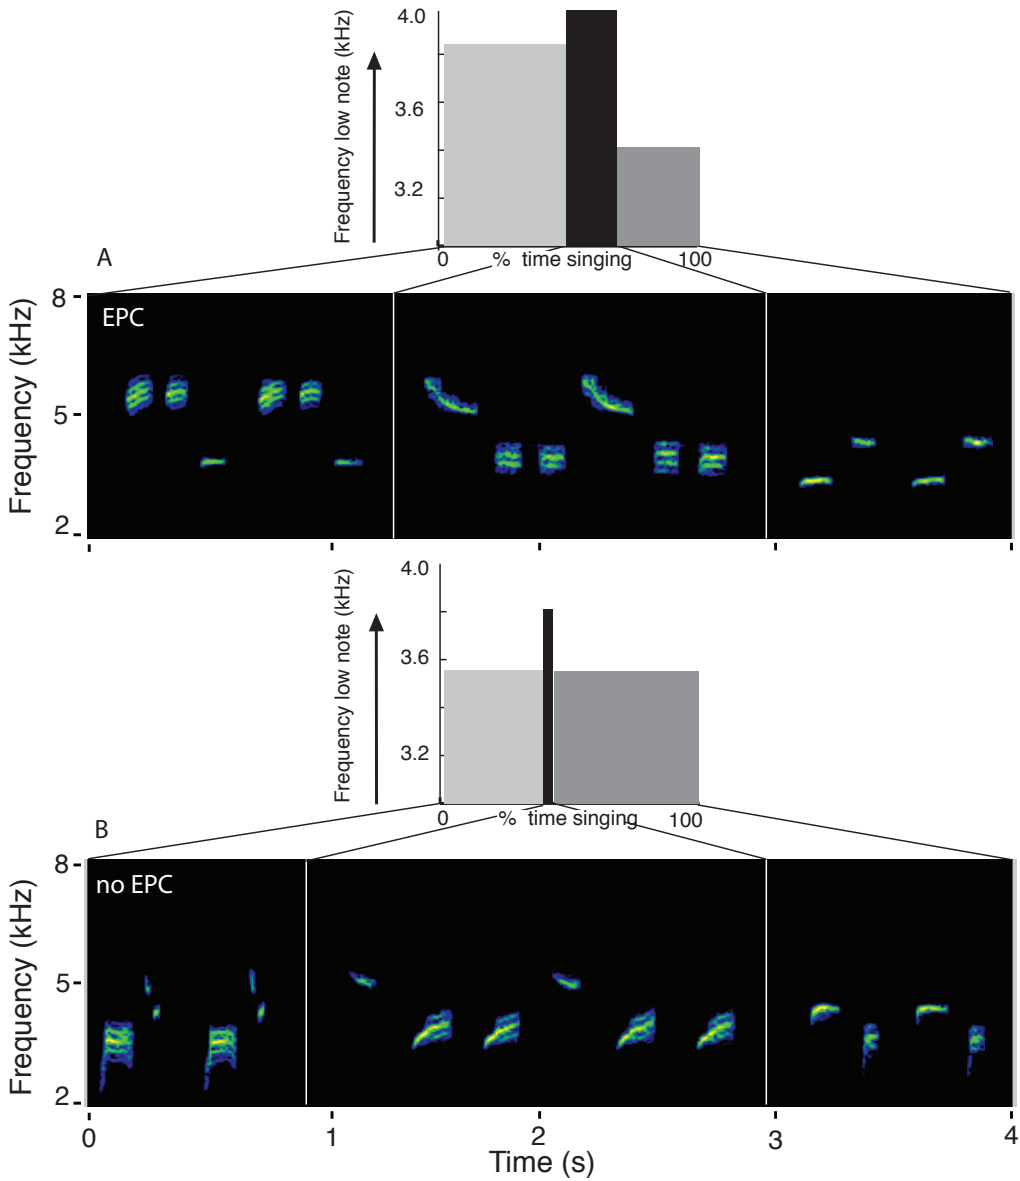 4.0
3.6
3.2
Frequency low note (kHz)
0 % time singing 100
A
8
5
2
Frequency (kHz)
EPC
4.0
3.6
3.2
Frequency low note (kHz)
0 % time singing 100
B
8
5
2
Frequency (kHz)
no EPC
0 1 2 3 4
Time (s)